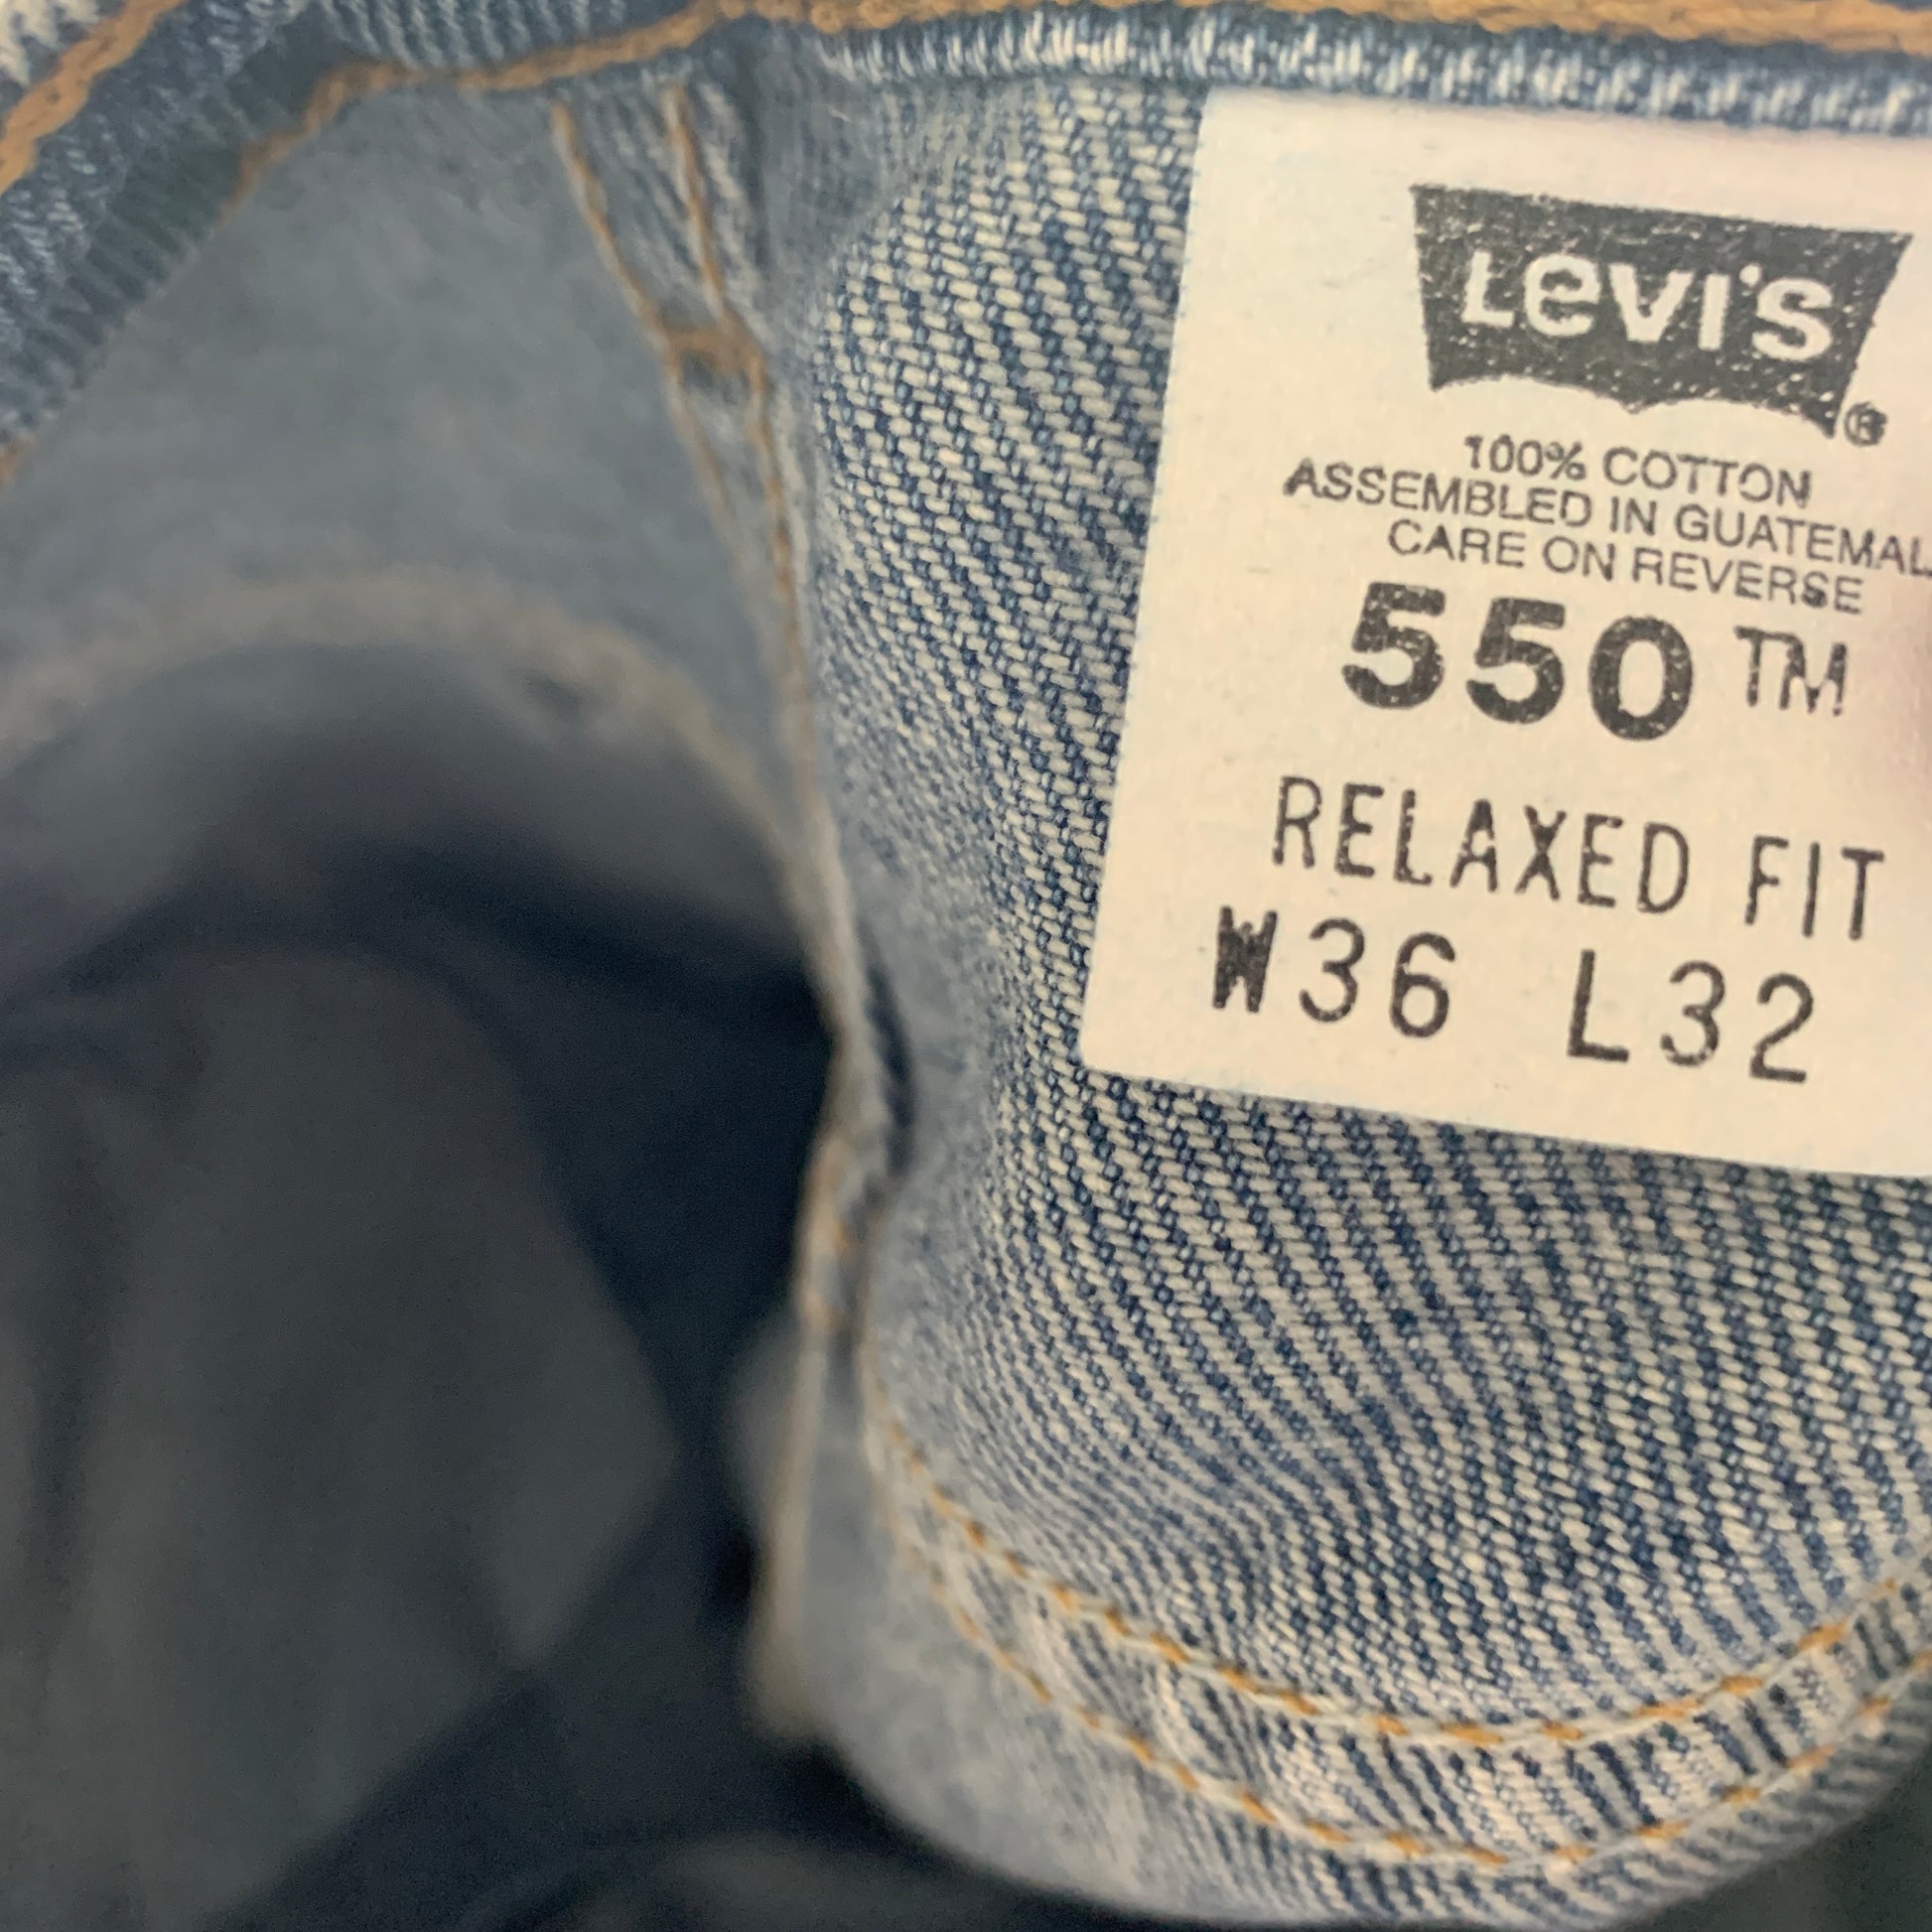 Levi's®
100% COTTON
ASSEMBLED IN GUATEMAL
CARE ON REVERSE
550™
RELAXED FIT
W36 L32